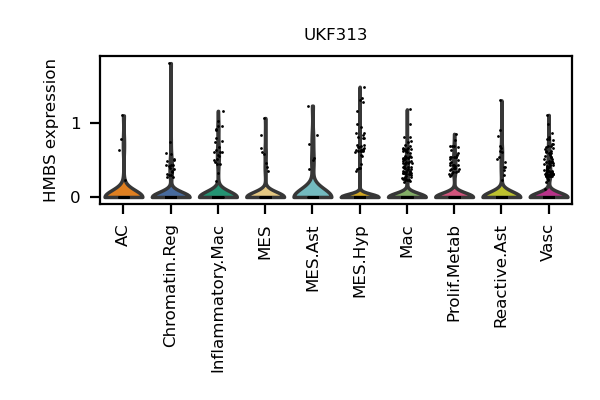 UKF313
HMBS expression
1
0
AC
Chromatin.Reg
Inflammatory.Mac
MES
MES.Ast
MES.Hyp
Mac
Prolif.Metab
Reactive.Ast
Vasc